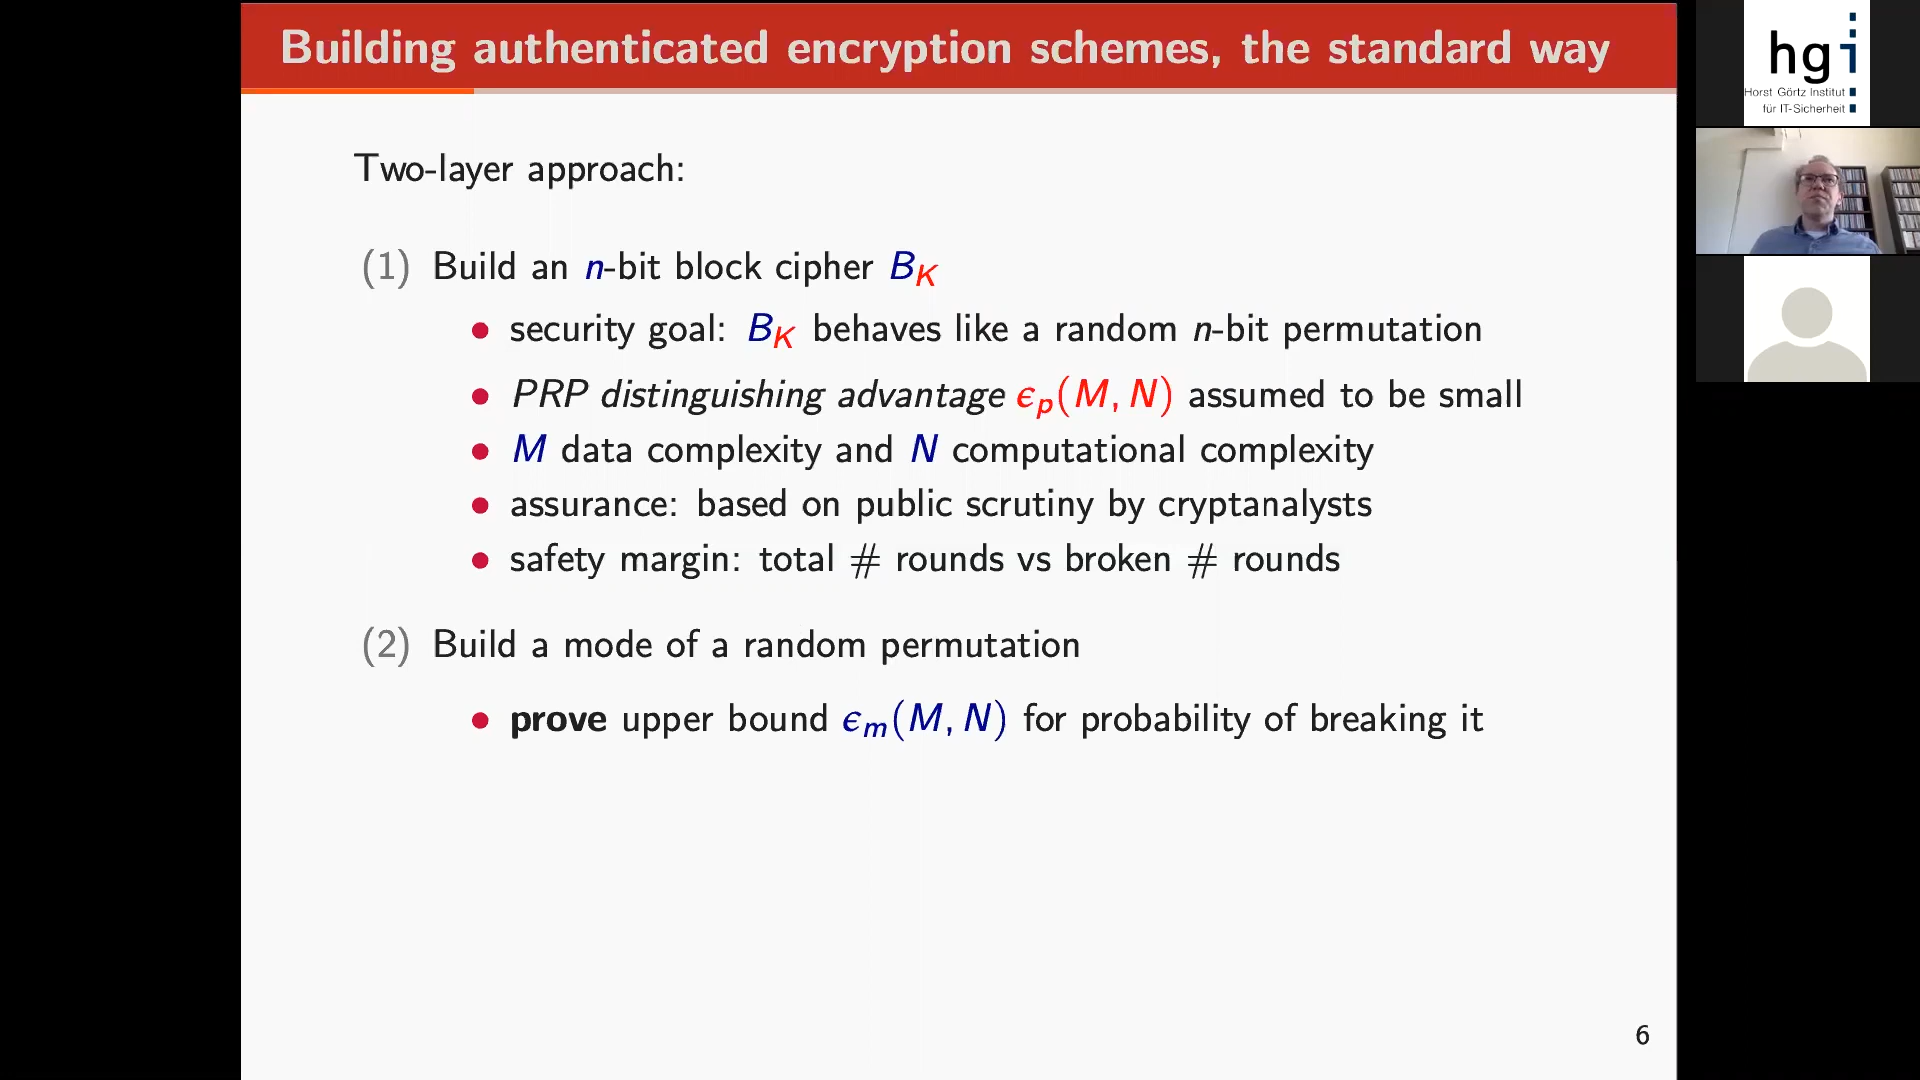 Building authenticated encryption schemes, the standard way
Two-layer approach:
(1) Build an n-bit block cipher B_K
• security goal: B_K behaves like a random n-bit permutation
• PRP distinguishing advantage ϵ_p(M, N) assumed to be small
• M data complexity and N computational complexity
• assurance: based on public scrutiny by cryptanalysts
• safety margin: total # rounds vs broken # rounds
(2) Build a mode of a random permutation
• prove upper bound ϵ_m(M, N) for probability of breaking it
6
hgi
Horst Görtz Institut
für IT-Sicherheit